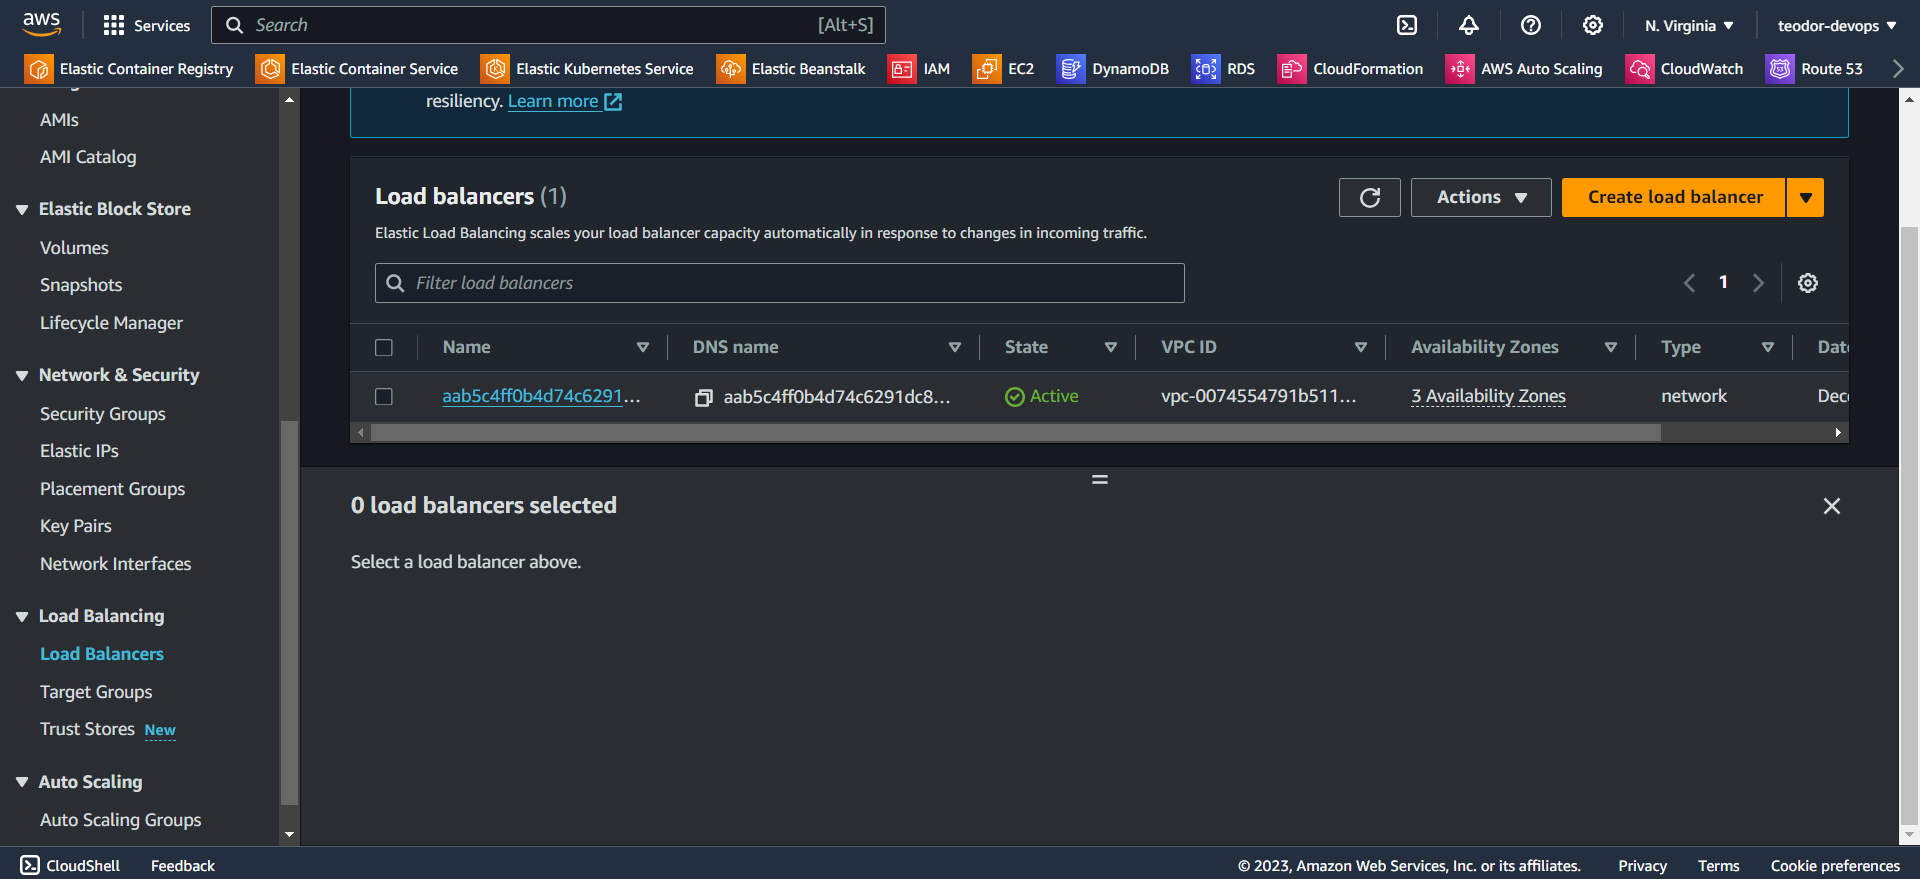 aws
Services
Search
[Alt+S]
N. Virginia
teodor-devops
Elastic Container Registry
Elastic Container Service
Elastic Kubernetes Service
Elastic Beanstalk
IAM
EC2
DynamoDB
RDS
CloudFormation
AWS Auto Scaling
CloudWatch
Route 53
AMIs
AMI Catalog
Elastic Block Store
Volumes
Snapshots
Lifecycle Manager
Network & Security
Security Groups
Elastic IPs
Placement Groups
Key Pairs
Network Interfaces
Load Balancing
Load Balancers
Target Groups
Trust Stores New
Auto Scaling
Auto Scaling Groups
resiliency. Learn more
Load balancers (1)
Actions
Create load balancer
Elastic Load Balancing scales your load balancer capacity automatically in response to changes in incoming traffic.
Filter load balancers
1
Name
DNS name
State
VPC ID
Availability Zones
Type
Date
aab5c4ff0b4d74c6291...
aab5c4ff0b4d74c6291dc8...
Active
vpc-0074554791b511...
3 Availability Zones
network
Dec
0 load balancers selected
Select a load balancer above.
CloudShell
Feedback
© 2023, Amazon Web Services, Inc. or its affiliates.
Privacy
Terms
Cookie preferences